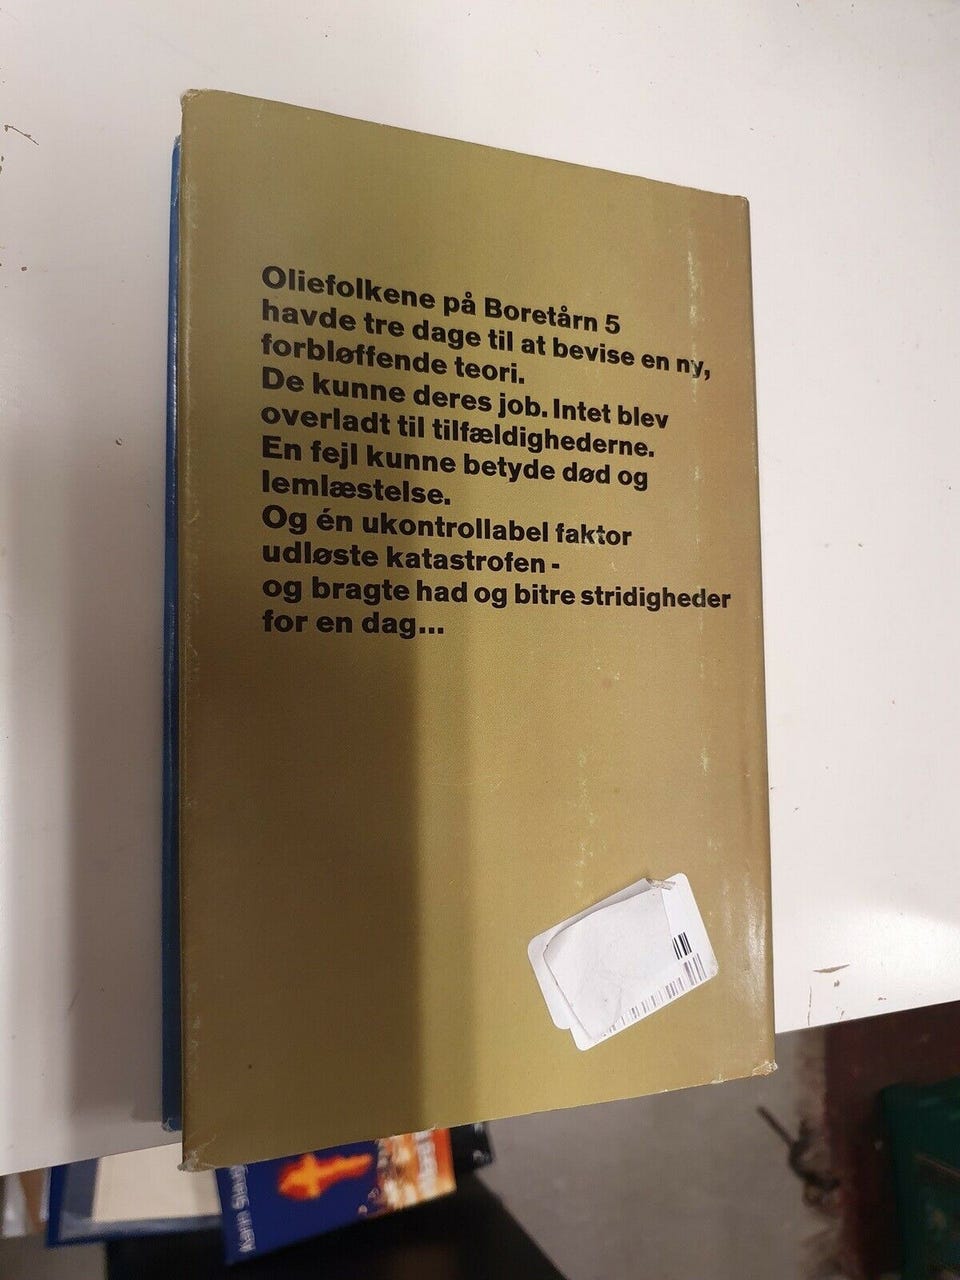 Oliefolkene på Boretårn 5
havde tre dage til at bevise en ny,
forbløffende teori.
De kunne deres job. Intet blev
overladt til tilfældighederne.
En fejl kunne betyde død og
lemlæstelse.
Og én ukontrollabel faktor
udløste katastrofen -
og bragte had og bitre stridigheder
for en dag...
Karin